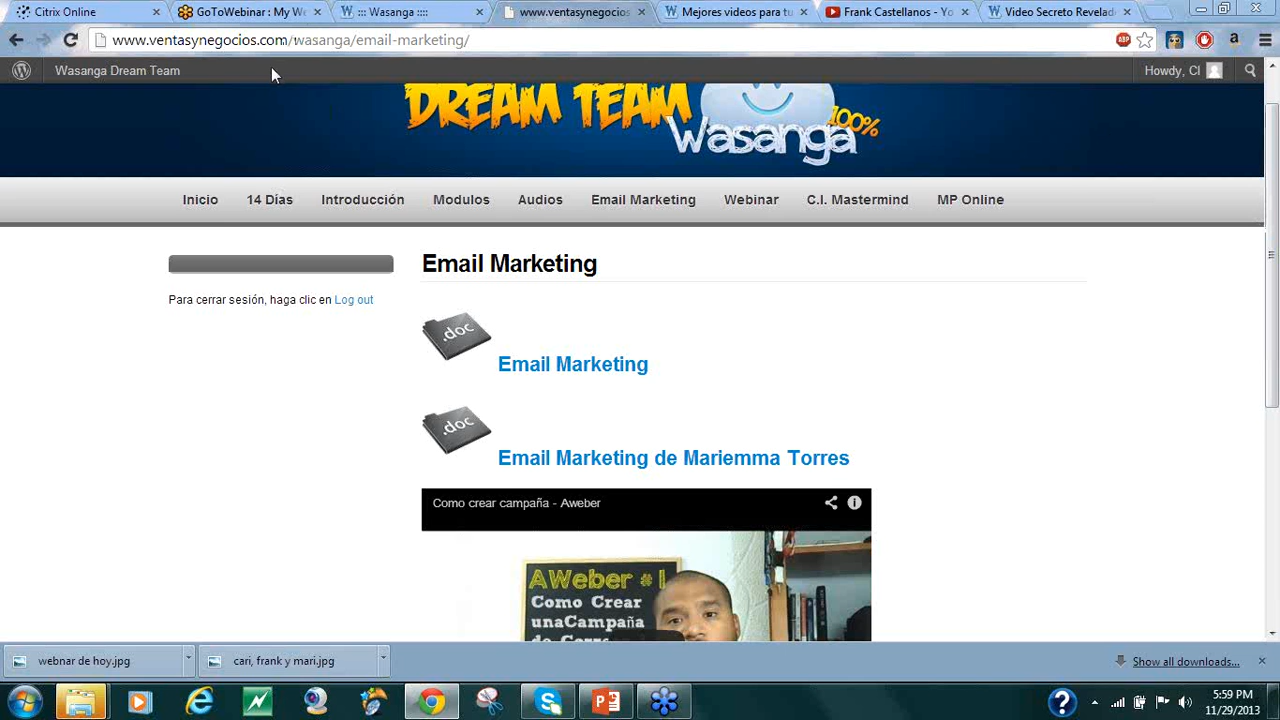 Citrix Online
GoToWebinar : My We
::: Wasanga ::::
www.ventasynegocios
Mejores videos para tu
Frank Castellanos - Yo
Video Secreto Revelad
www.ventasynegocios.com/wasanga/email-marketing/
ABP
a
Wasanga Dream Team
Howdy, CI
DREAM TEAM
100%
Wasanga
Inicio
14 Días
Introducción
Modulos
Audios
Email Marketing
Webinar
C.I. Mastermind
MP Online
Email Marketing
Para cerrar sesión, haga clic en Log out
.doc
Email Marketing
.doc
Email Marketing de Mariemma Torres
Como crear campaña - Aweber
AWeber # 1
Como Crear
unaCampaña
webnar de hoy.jpg
cari, frank y mari.jpg
Show all downloads...
5:59 PM
11/29/2013